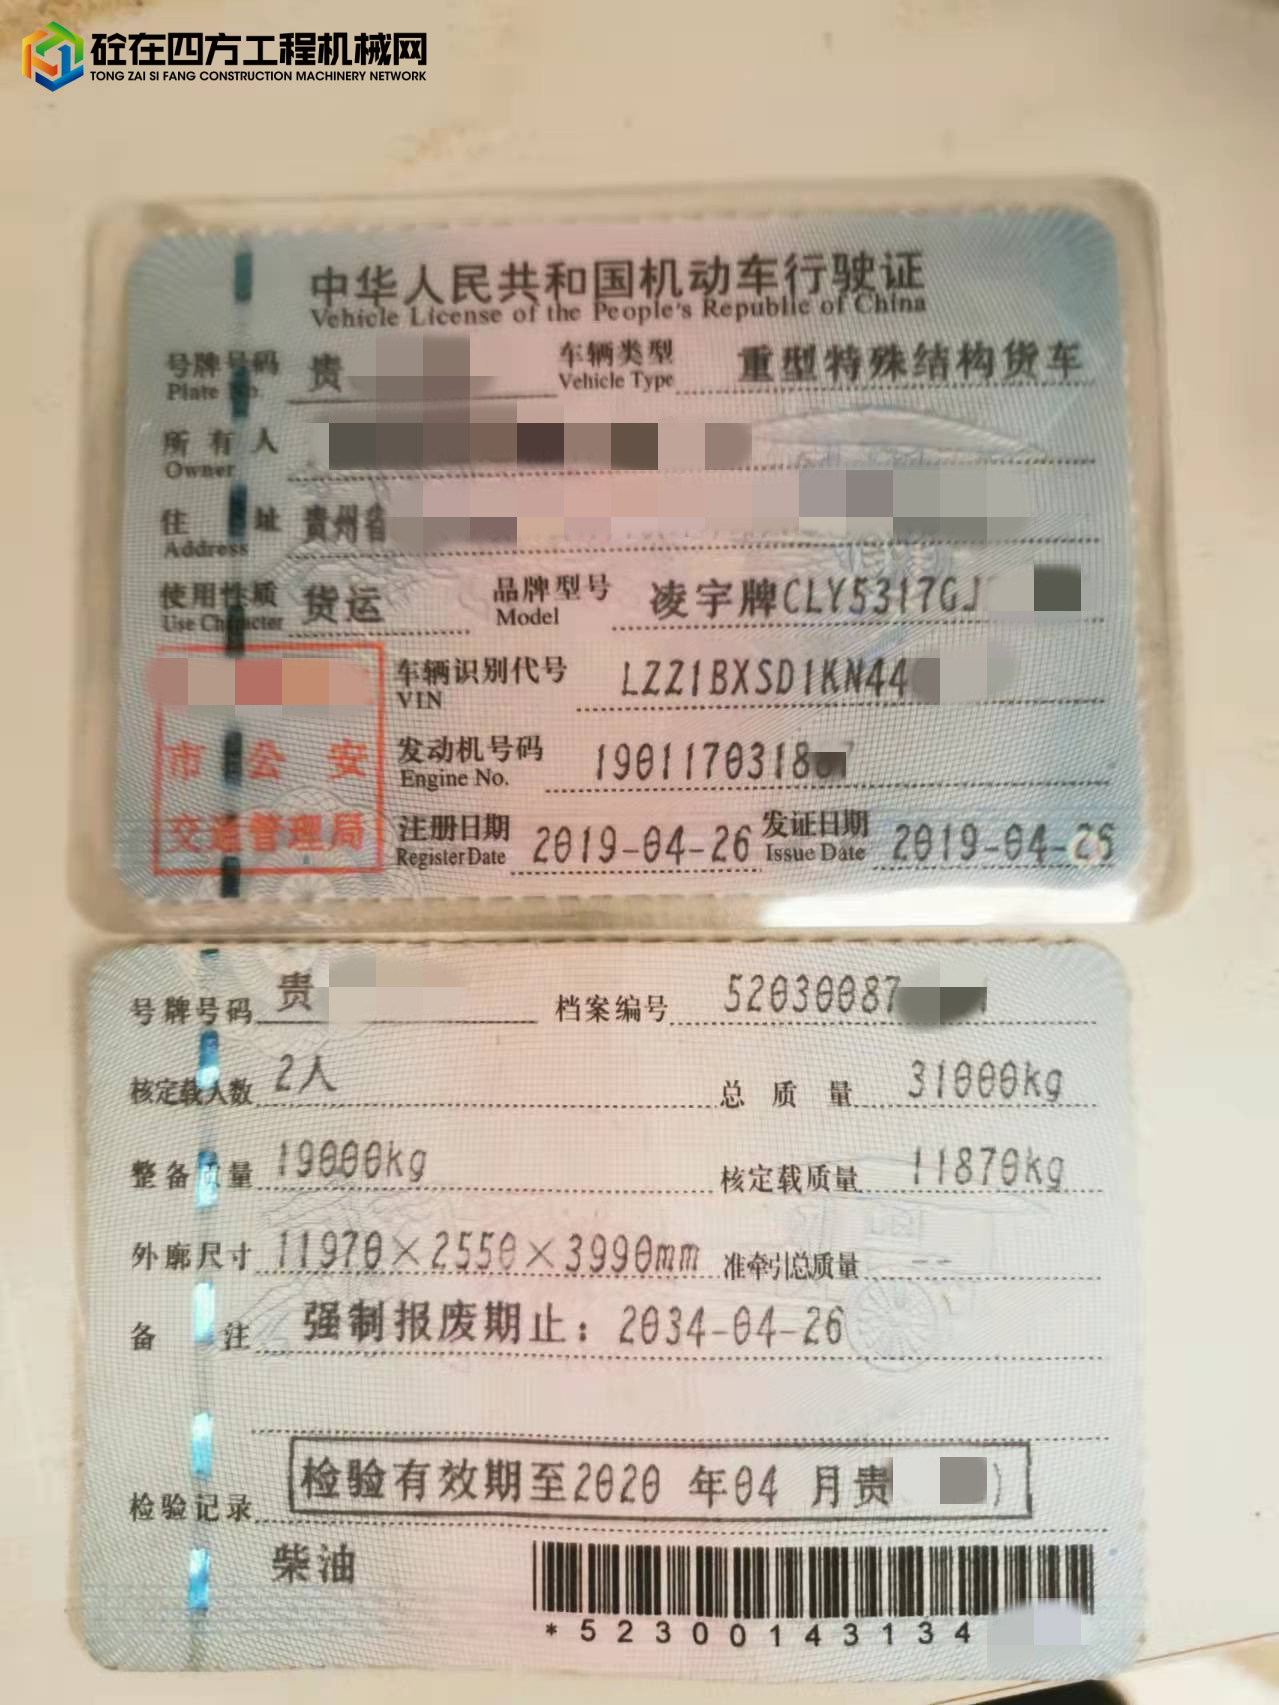 砼在四方工程机械网
TONG ZAI SI FANG CONSTRUCTION MACHINERY NETWORK
中华人民共和国机动车行驶证
Vehicle License of the People's Republic of China
号牌号码 贵 车辆类型 重型特殊结构货车
Plate No. Vehicle Type
所有人
Owner
住址 贵州省
Address
使用性质 货运 品牌型号 凌宇牌CLY5317GJ
Use Character Model
车辆识别代号 LZZ1BXSD1KN44
VIN
市公安
交通管理局
发动机号码 1901170318
Engine No.
注册日期 2019-04-26 发证日期 2019-04-26
Register Date Issue Date
号牌号码 贵 档案编号 52030087
核定载人数 2人 总质量 31000kg
整备质量 19000kg 核定载质量 11870kg
外廓尺寸 11970×2550×3990mm 准牵引总质量 --
备注 强制报废期止：2034-04-26
检验记录 检验有效期至2020 年04 月贵 )
柴油
*52300143134